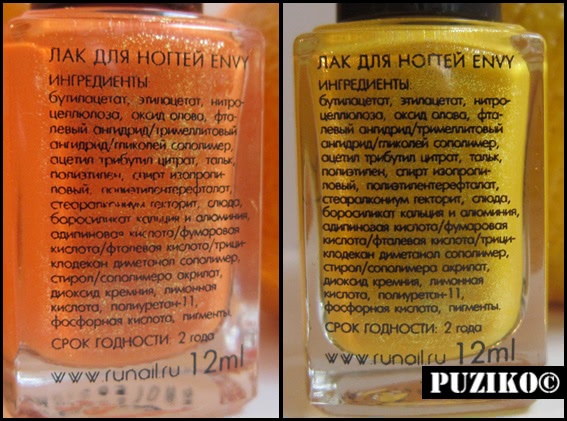 ЛАК ДЛЯ НОГТЕЙ ENVY
ИНГРЕДИЕНТЫ:
бутилацетат, этилацетат, нитро-
целлюлоза, оксид олова, фта-
левый ангидрид/тримеллитовый
ангидрид/гликолей сополимер,
ацетил трибутил цитрат, тальк,
полиэтилен, спирт изопропи-
ловый, полиэтилентерефталат,
стеаралкониум гекторит, слюда,
боросиликат кальция и алюминия,
адипиновая кислота/фумаровая
кислота/фталевая кислота/трици-
клодекан диметанол сополимер,
стирол/сополимера акрилат,
диоксид кремния, лимонная
кислота, полиуретан-11,
фосфорная кислота, пигменты.
СРОК ГОДНОСТИ: 2 года
www.runail.ru 12ml
ЛАК ДЛЯ НОГТЕЙ ENVY
ИНГРЕДИЕНТЫ:
бутилацетат, этилацетат, нитро-
целлюлоза, оксид олова, фта-
левый ангидрид/тримеллитовый
ангидрид/гликолей сополимер,
ацетил трибутил цитрат, тальк,
полиэтилен, спирт изопропи-
ловый, полиэтилентерефталат,
стеаралкониум гекторит, слюда,
боросиликат кальция и алюминия,
адипиновая кислота/фумаровая
кислота/фталевая кислота/трици-
клодекан диметанол сополимер,
стирол/сополимера акрилат,
диоксид кремния, лимонная
кислота, полиуретан-11,
фосфорная кислота, пигменты.
СРОК ГОДНОСТИ: 2 года
www.runail.ru 12ml
PUZIKO©